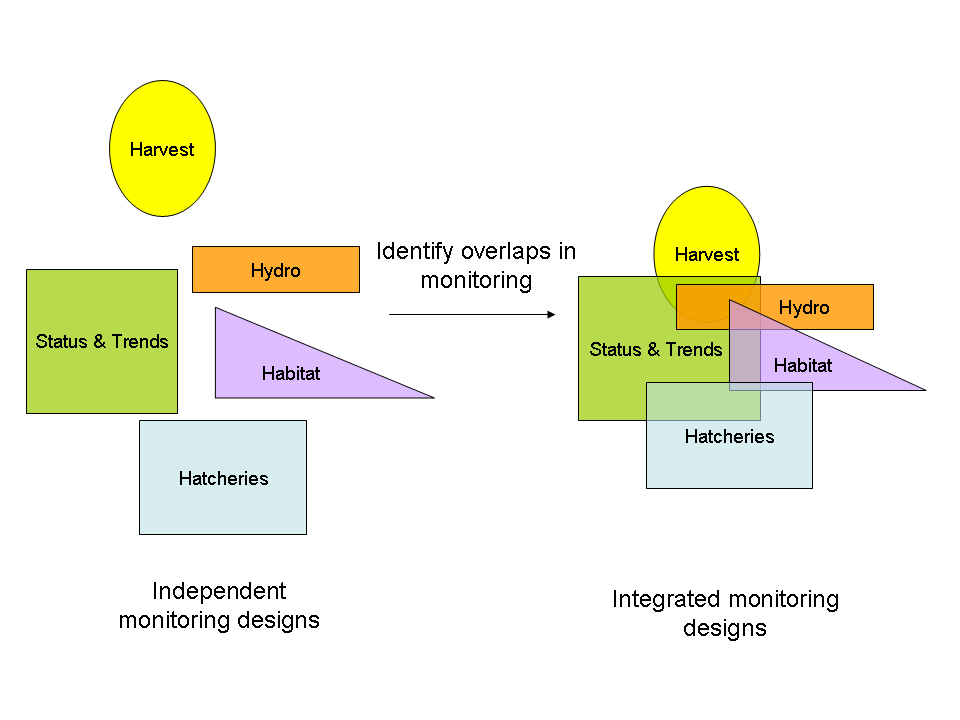 Harvest
Hydro
Status & Trends
Habitat
Hatcheries
Independent
monitoring designs
Identify overlaps in
monitoring
Harvest
Hydro
Status & Trends
Habitat
Hatcheries
Integrated monitoring
designs